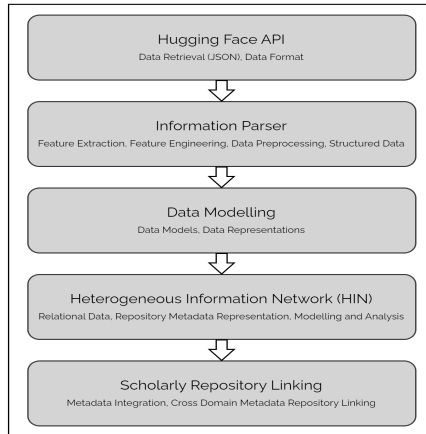 Hugging Face API
Data Retrieval (JSON), Data Format
Information Parser
Feature Extraction, Feature Engineering, Data Preprocessing, Structured Data
Data Modelling
Data Models, Data Representations
Heterogeneous Information Network (HIN)
Relational Data, Repository Metadata Representation, Modelling and Analysis
Scholarly Repository Linking
Metadata Integration, Cross Domain Metadata Repository Linking